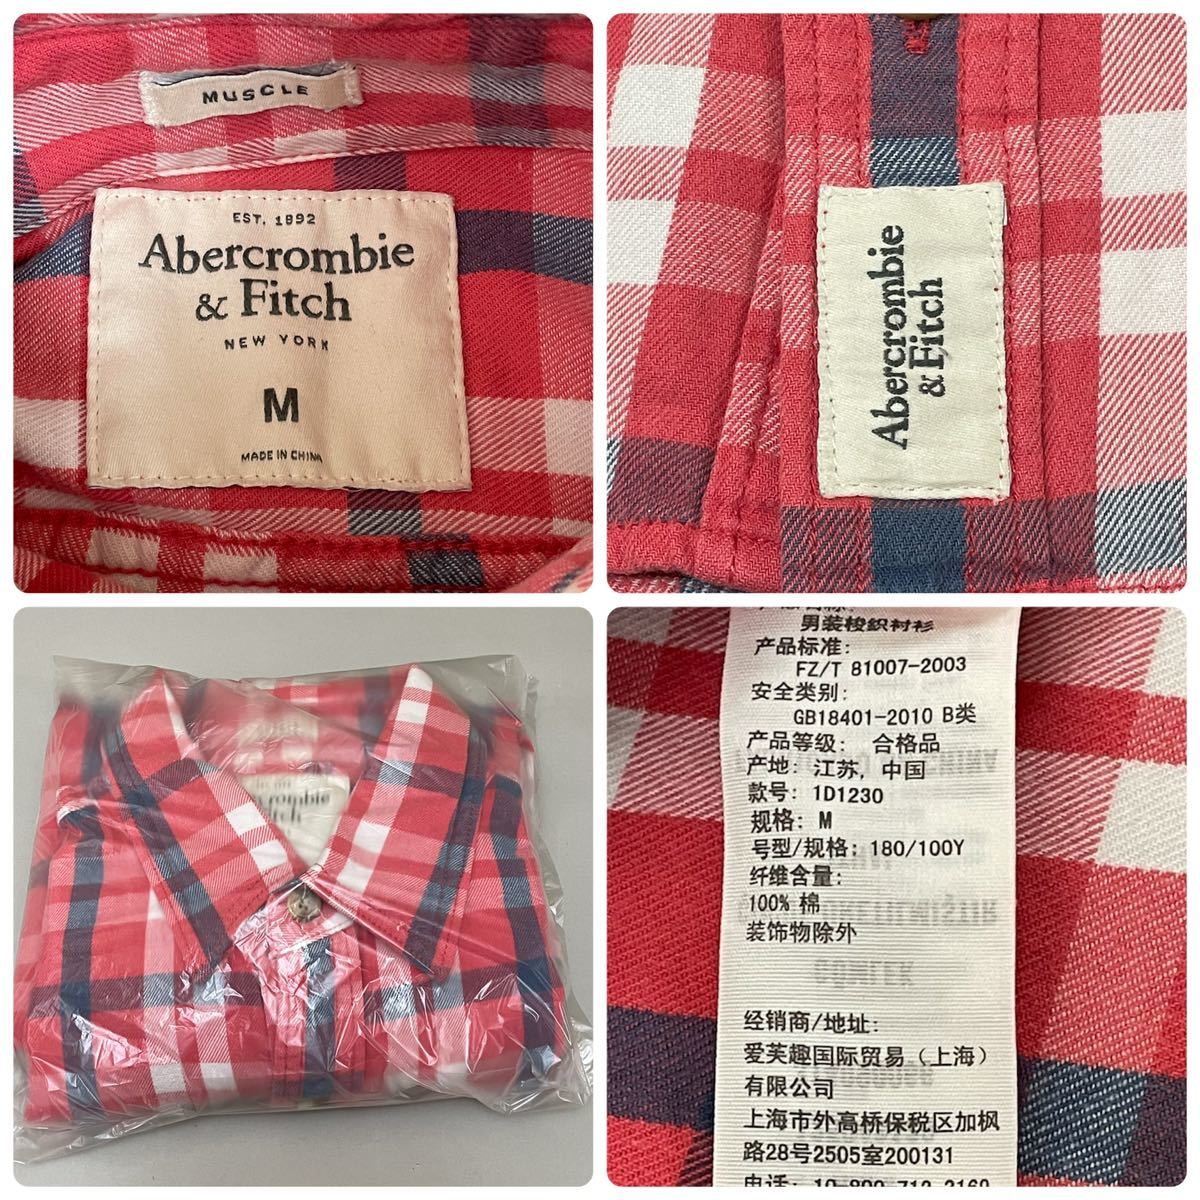 MUSCLE
EST. 1892
Abercrombie
& Fitch
NEW YORK
M
MADE IN CHINA
Abercrombie
& Fitch
男装梭织衬衫
产品标准:
FZ/T 81007-2003
安全类别:
GB18401-2010 B类
产品等级: 合格品
产地: 江苏, 中国
款号: 1D1230
规格: M
号型/规格: 180/100Y
纤维含量:
100% 棉
装饰物除外
经销商/地址:
爱芙趣国际贸易（上海）
有限公司
上海市外高桥保税区加枫
路28号2505室200131